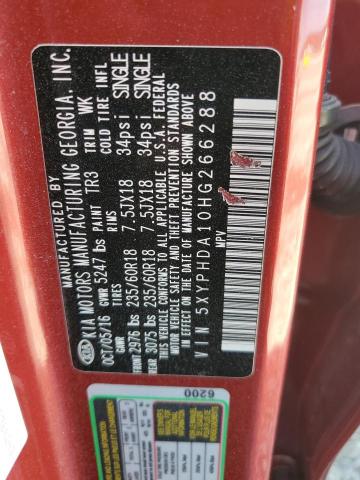 MANUFACTURED BY
KIA KIA MOTORS MANUFACTURING GEORGIA, INC.
OCT/05/16 PAINT TR3 TRIM WK
GVWR 5247 lbs
GAWR TIRES RIMS COLD TIRE INFL
FRONT 2976 lbs 235/60R18 7.5JX18 34psi SINGLE
REAR 3075 lbs 235/60R18 7.5JX18 34psi SINGLE
THIS VEHICLE CONFORMS TO ALL APPLICABLE U.S.A. FEDERAL
MOTOR VEHICLE SAFETY AND THEFT PREVENTION STANDARDS
IN EFFECT ON THE DATE OF MANUFACTURE SHOWN ABOVE
VIN 5XYPHDA10HG266288
TYPE MPV
6200